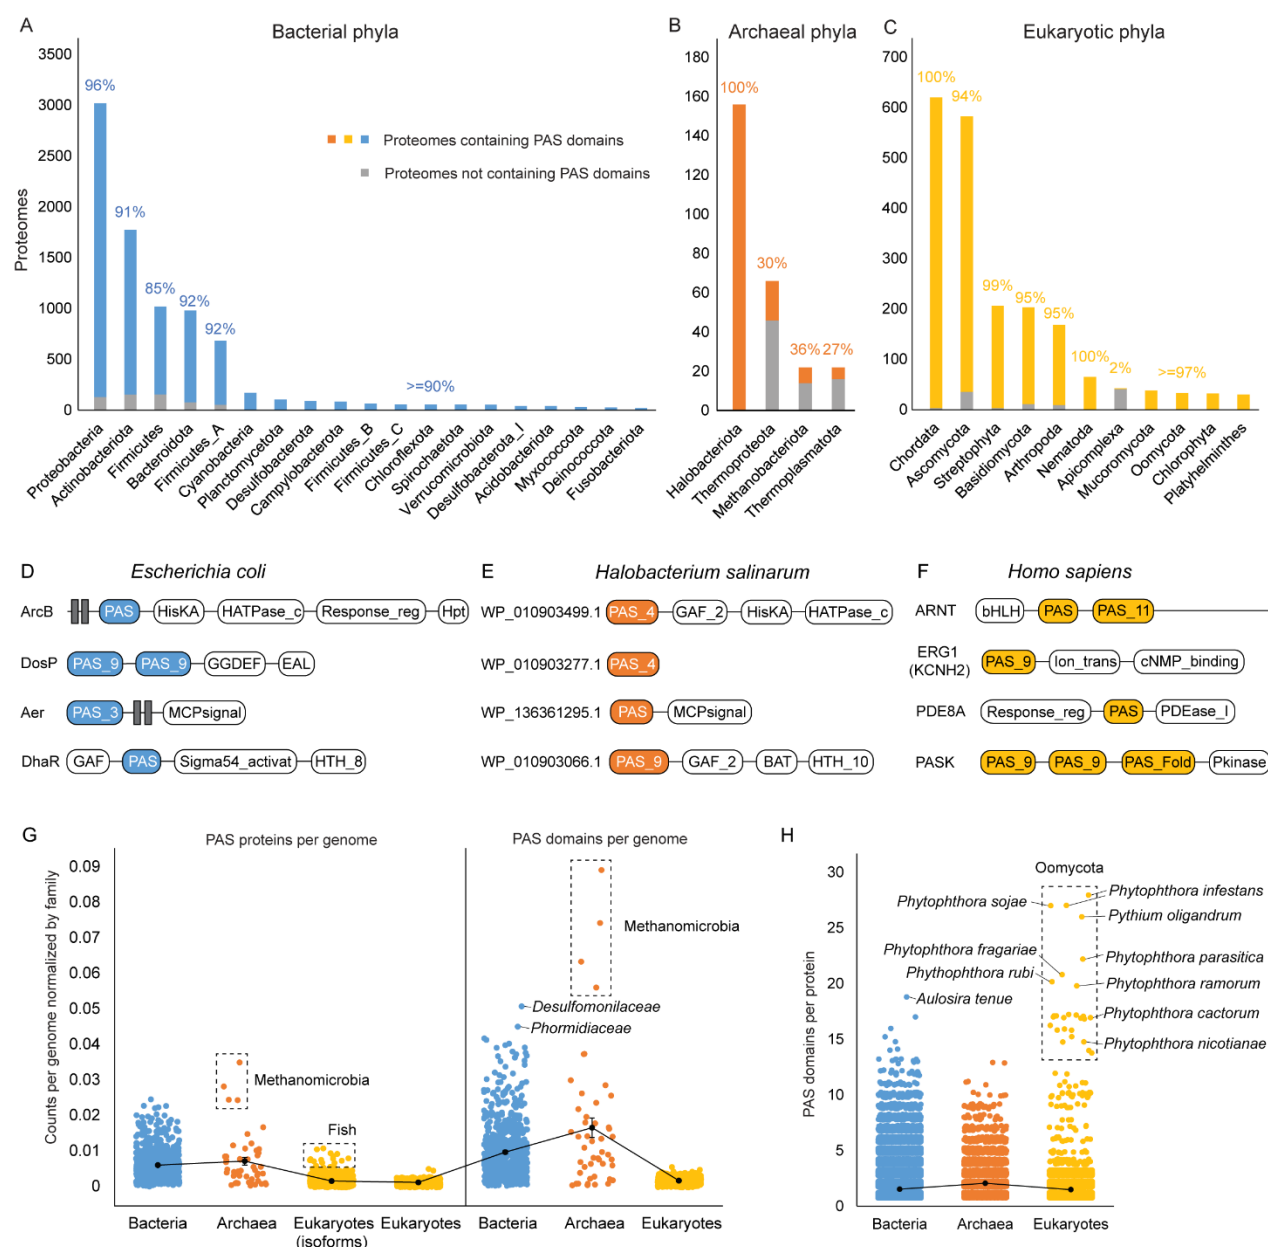 A
Bacterial phyla
3500
3000
2500
2000
1500
1000
500
0
Proteomes
96%
91%
85%
92%
92%
>=90%
Proteomes containing PAS domains
Proteomes not containing PAS domains
Proteobacteria
Actinobacteriota
Firmicutes
Bacteroidota
Firmicutes_A
Cyanobacteria
Planctomycetota
Desulfobacterota
Campylobacterota
Firmicutes_B
Firmicutes_C
Chloroflexota
Spirochaetota
Verrucomicrobiota
Desulfobacterota_I
Acidobacteriota
Myxococcota
Deinococcota
Fusobacteriota
B
Archaeal phyla
180
160
140
120
100
80
60
40
20
0
100%
30%
36%
27%
Halobacteriota
Thermoproteota
Methanobacteriota
Thermoplasmatota
C
Eukaryotic phyla
700
600
500
400
300
200
100
0
100%
94%
99%
95%
95%
100%
2%
>=97%
Chordata
Ascomycota
Streptophyta
Basidiomycota
Arthropoda
Nematoda
Apicomplexa
Mucoromycota
Oomycota
Chlorophyta
Platyhelminthes
D
Escherichia coli
ArcB PAS HisKA HATPase_c Response_reg Hpt
DosP PAS_9 PAS_9 GGDEF EAL
Aer PAS_3 MCPsignal
DhaR GAF PAS Sigma54_activat HTH_8
E
Halobacterium salinarum
WP_010903499.1 PAS_4 GAF_2 HisKA HATPase_c
WP_010903277.1 PAS_4
WP_136361295.1 PAS MCPsignal
WP_010903066.1 PAS_9 GAF_2 BAT HTH_10
F
Homo sapiens
ARNT bHLH PAS PAS_11
ERG1
(KCNH2) PAS_9 Ion_trans cNMP_binding
PDE8A Response_reg PAS PDEase_I
PASK PAS_9 PAS_9 PAS_Fold Pkinase
G
PAS proteins per genome
PAS domains per genome
Counts per genome normalized by family
0.09
0.08
0.07
0.06
0.05
0.04
0.03
0.02
0.01
0
Methanomicrobia
Fish
Methanomicrobia
Desulfomonilaceae
Phormidiaceae
Bacteria
Archaea
Eukaryotes
(isoforms)
Eukaryotes
Bacteria
Archaea
Eukaryotes
H
PAS domains per protein
30
25
20
15
10
5
0
Oomycota
Phytophthora sojae
Phytophthora infestans
Pythium oligandrum
Phytophthora fragariae
Phytophthora parasitica
Phythophthora rubi
Phytophthora ramorum
Aulosira tenue
Phytophthora cactorum
Phytophthora nicotianae
Bacteria
Archaea
Eukaryotes